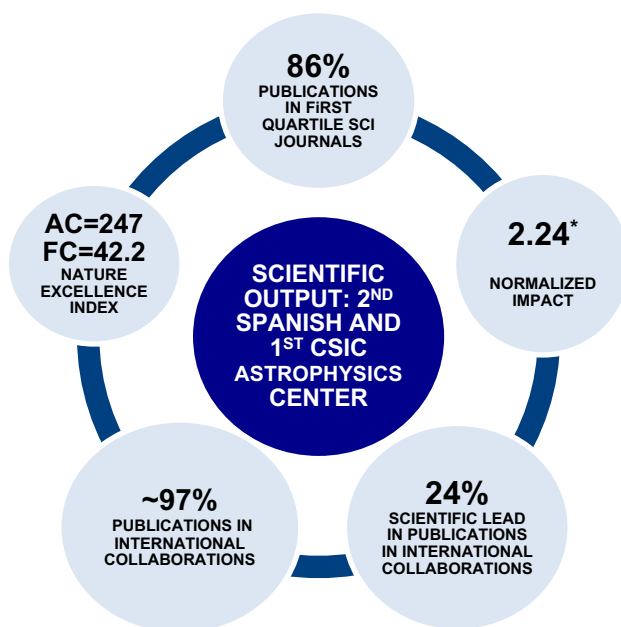 86%
PUBLICATIONS
IN FiRST
QUARTILE SCI
JOURNALS
AC=247
FC=42.2
NATURE
EXCELLENCE
INDEX
2.24*
NORMALIZED
IMPACT
SCIENTIFIC
OUTPUT: 2ND
SPANISH AND
1ST CSIC
ASTROPHYSICS
CENTER
~97%
PUBLICATIONS IN
INTERNATIONAL
COLLABORATIONS
24%
SCIENTIFIC LEAD
IN PUBLICATIONS
IN INTERNATIONAL
COLLABORATIONS